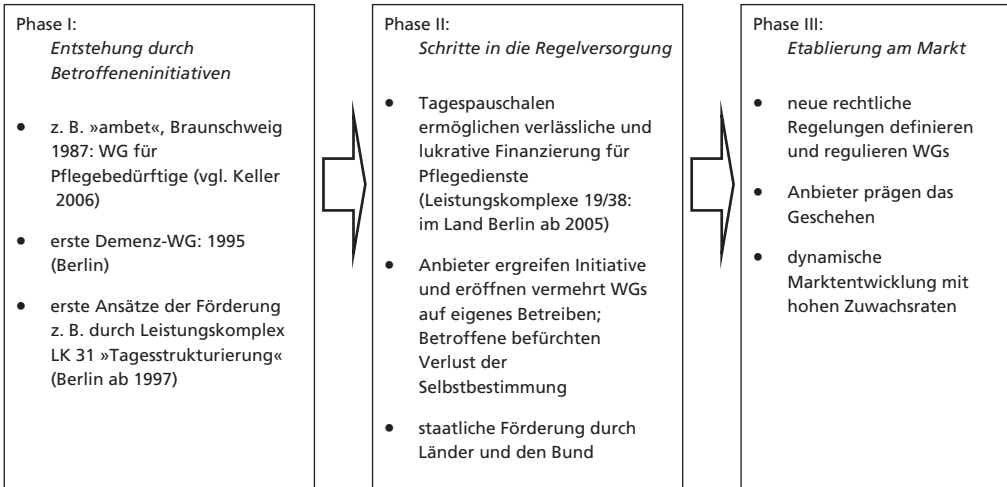 Phase I:
Entstehung durch
Betroffeneninitiativen
• z. B. »ambet«, Braunschweig
1987: WG für
Pflegebedürftige (vgl. Keller
2006)
• erste Demenz-WG: 1995
(Berlin)
• erste Ansätze der Förderung
z. B. durch Leistungskomplex
LK 31 »Tagesstrukturierung«
(Berlin ab 1997)
Phase II:
Schritte in die Regelversorgung
• Tagespauschalen
ermöglichen verlässliche und
lukrative Finanzierung für
Pflegedienste
(Leistungskomplexe 19/38:
im Land Berlin ab 2005)
• Anbieter ergreifen Initiative
und eröffnen vermehrt WGs
auf eigenes Betreiben;
Betroffene befürchten
Verlust der
Selbstbestimmung
• staatliche Förderung durch
Länder und den Bund
Phase III:
Etablierung am Markt
• neue rechtliche
Regelungen definieren
und regulieren WGs
• Anbieter prägen das
Geschehen
• dynamische
Marktentwicklung mit
hohen Zuwachsraten